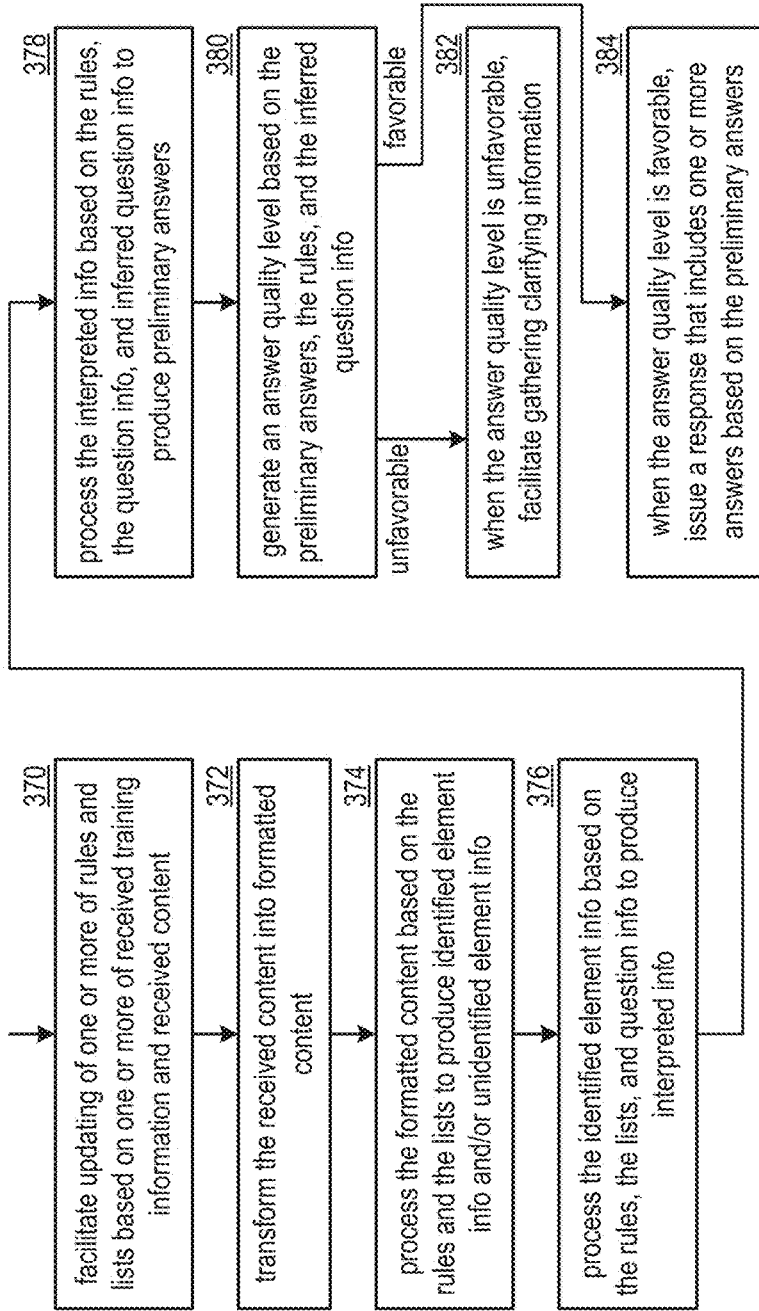 370
facilitate updating of one or more of rules and
lists based on one or more of received training
information and received content
372
transform the received content into formatted
content
374
process the formatted content based on the
rules and the lists to produce identified element
info and/or unidentified element info
376
process the identified element info based on
the rules, the lists, and question info to produce
interpreted info
378
process the interpreted info based on the rules,
the question info, and inferred question info to
produce preliminary answers
380
generate an answer quality level based on the
preliminary answers, the rules, and the inferred
question info
unfavorable
favorable
382
when the answer quality level is unfavorable,
facilitate gathering clarifying information
384
when the answer quality level is favorable,
issue a response that includes one or more
answers based on the preliminary answers